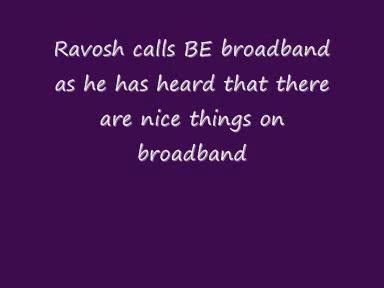 Ravosh calls BE broadband
as he has heard that there
are nice things on
broadband